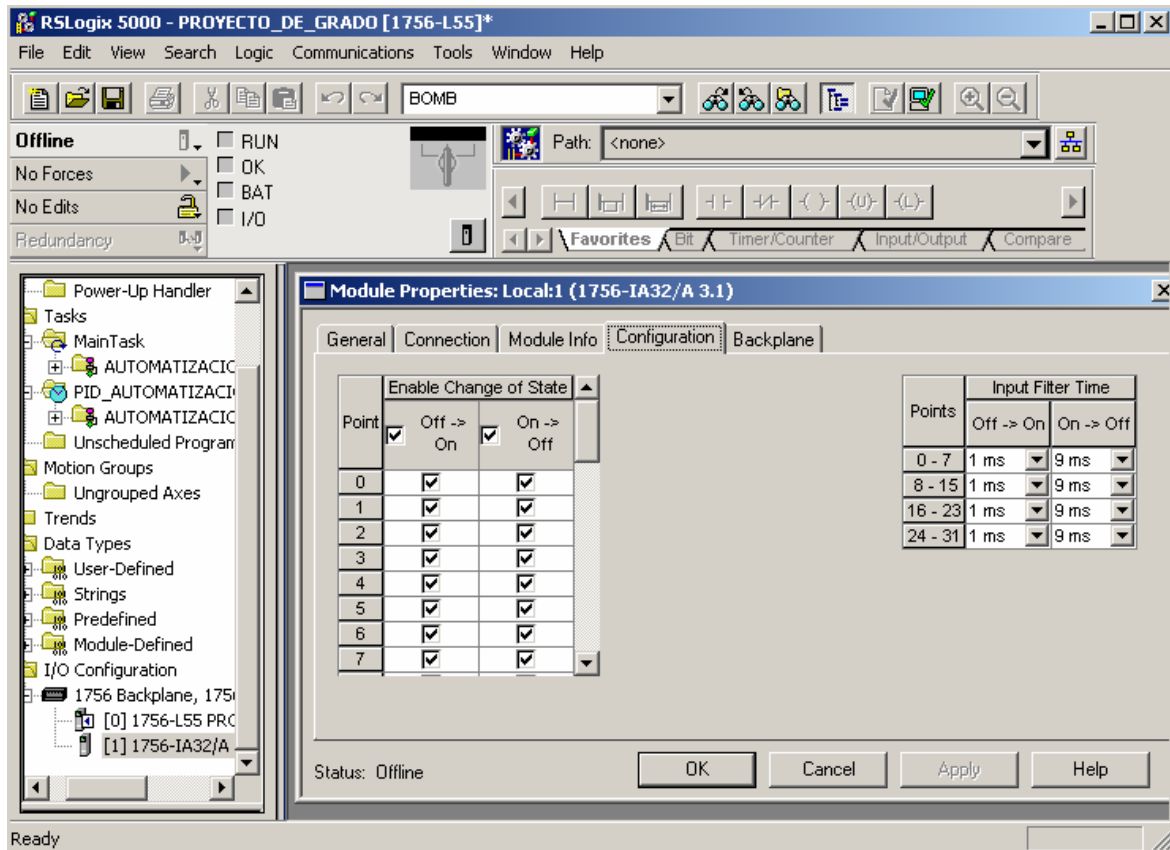 RSLogix 5000 - PROYECTO_DE_GRADO [1756-L55]*
File Edit View Search Logic Communications Tools Window Help
BOMB
Offline
RUN
Path: <none>
No Forces
OK
No Edits
BAT
I/O
Redundancy
Favorites Bit Timer/Counter Input/Output Compare
Power-Up Handler
Tasks
MainTask
AUTOMATIZACIO
PID_AUTOMATIZACI
AUTOMATIZACIO
Unscheduled Program
Motion Groups
Ungrouped Axes
Trends
Data Types
User-Defined
Strings
Predefined
Module-Defined
I/O Configuration
1756 Backplane, 175
[0] 1756-L55 PRO
[1] 1756-IA32/A
Module Properties: Local:1 (1756-IA32/A 3.1)
General Connection Module Info Configuration Backplane
Enable Change of State
Point Off -> On On -> Off
0
1
2
3
4
5
6
7
Input Filter Time
Points Off -> On On -> Off
0 - 7 1 ms 9 ms
8 - 15 1 ms 9 ms
16 - 23 1 ms 9 ms
24 - 31 1 ms 9 ms
Status: Offline
OK Cancel Apply Help
Ready